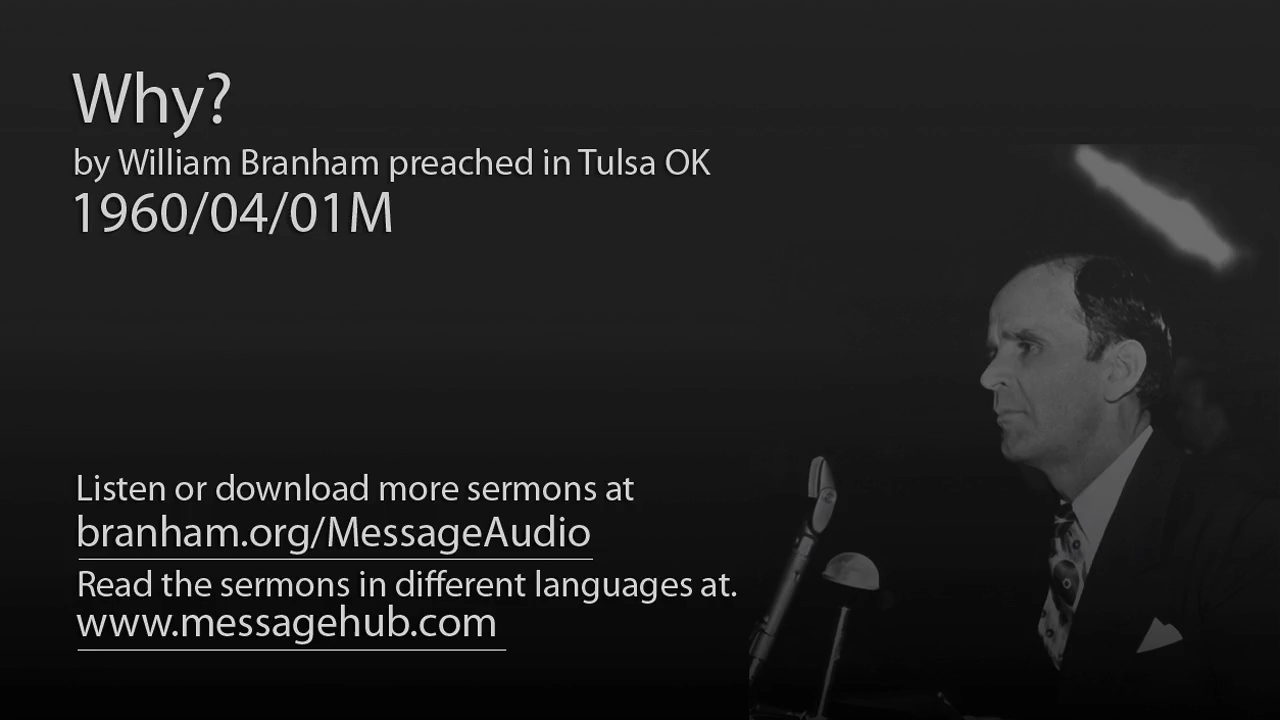 Why?
by William Branham preached in Tulsa OK
1960/04/01M
Listen or download more sermons at
branham.org/MessageAudio
Read the sermons in different languages at.
www.messagehub.com